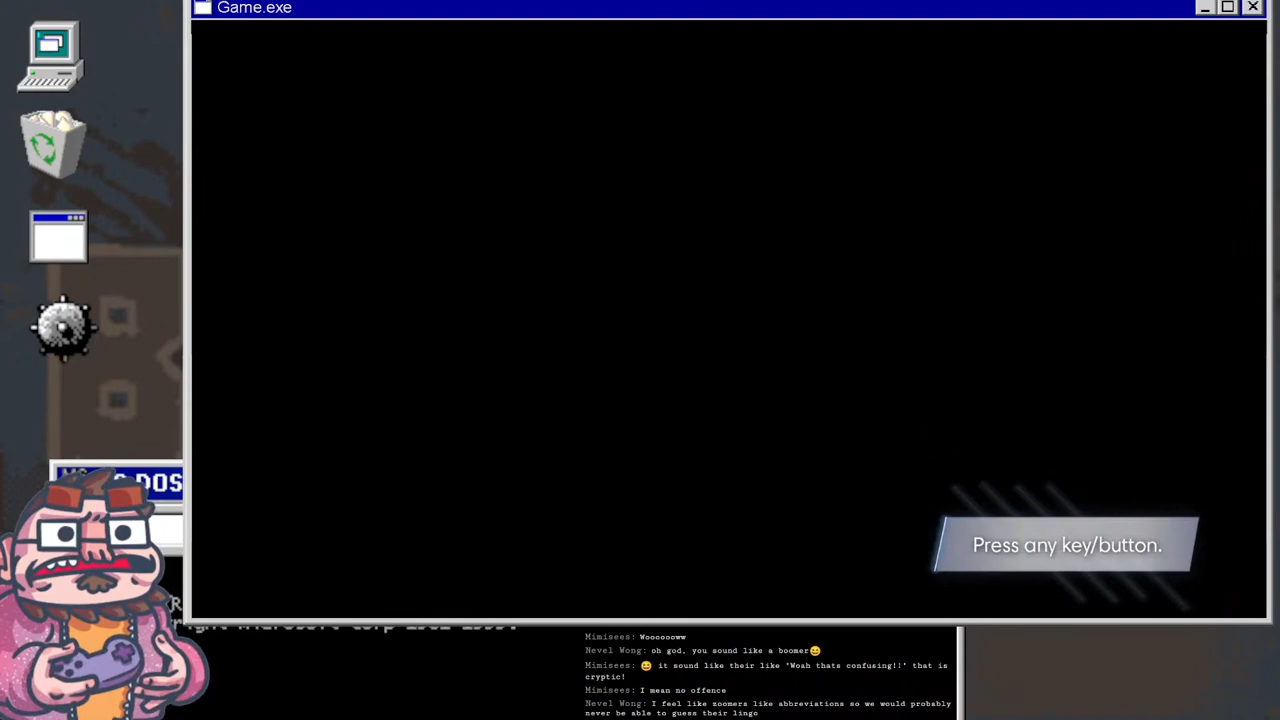 Game.exe
DOS
Press any key/button.
Mimisees: Woooooww
Nevel Wong: oh god, you sound like a boomer😄
Mimisees: 😄 it sound like their like 'Woah thats confusing!!' that is
cryptic!
Mimisees: I mean no offence
Nevel Wong: I feel like zoomers like abbreviations so we would probably
never be able to guess their lingo